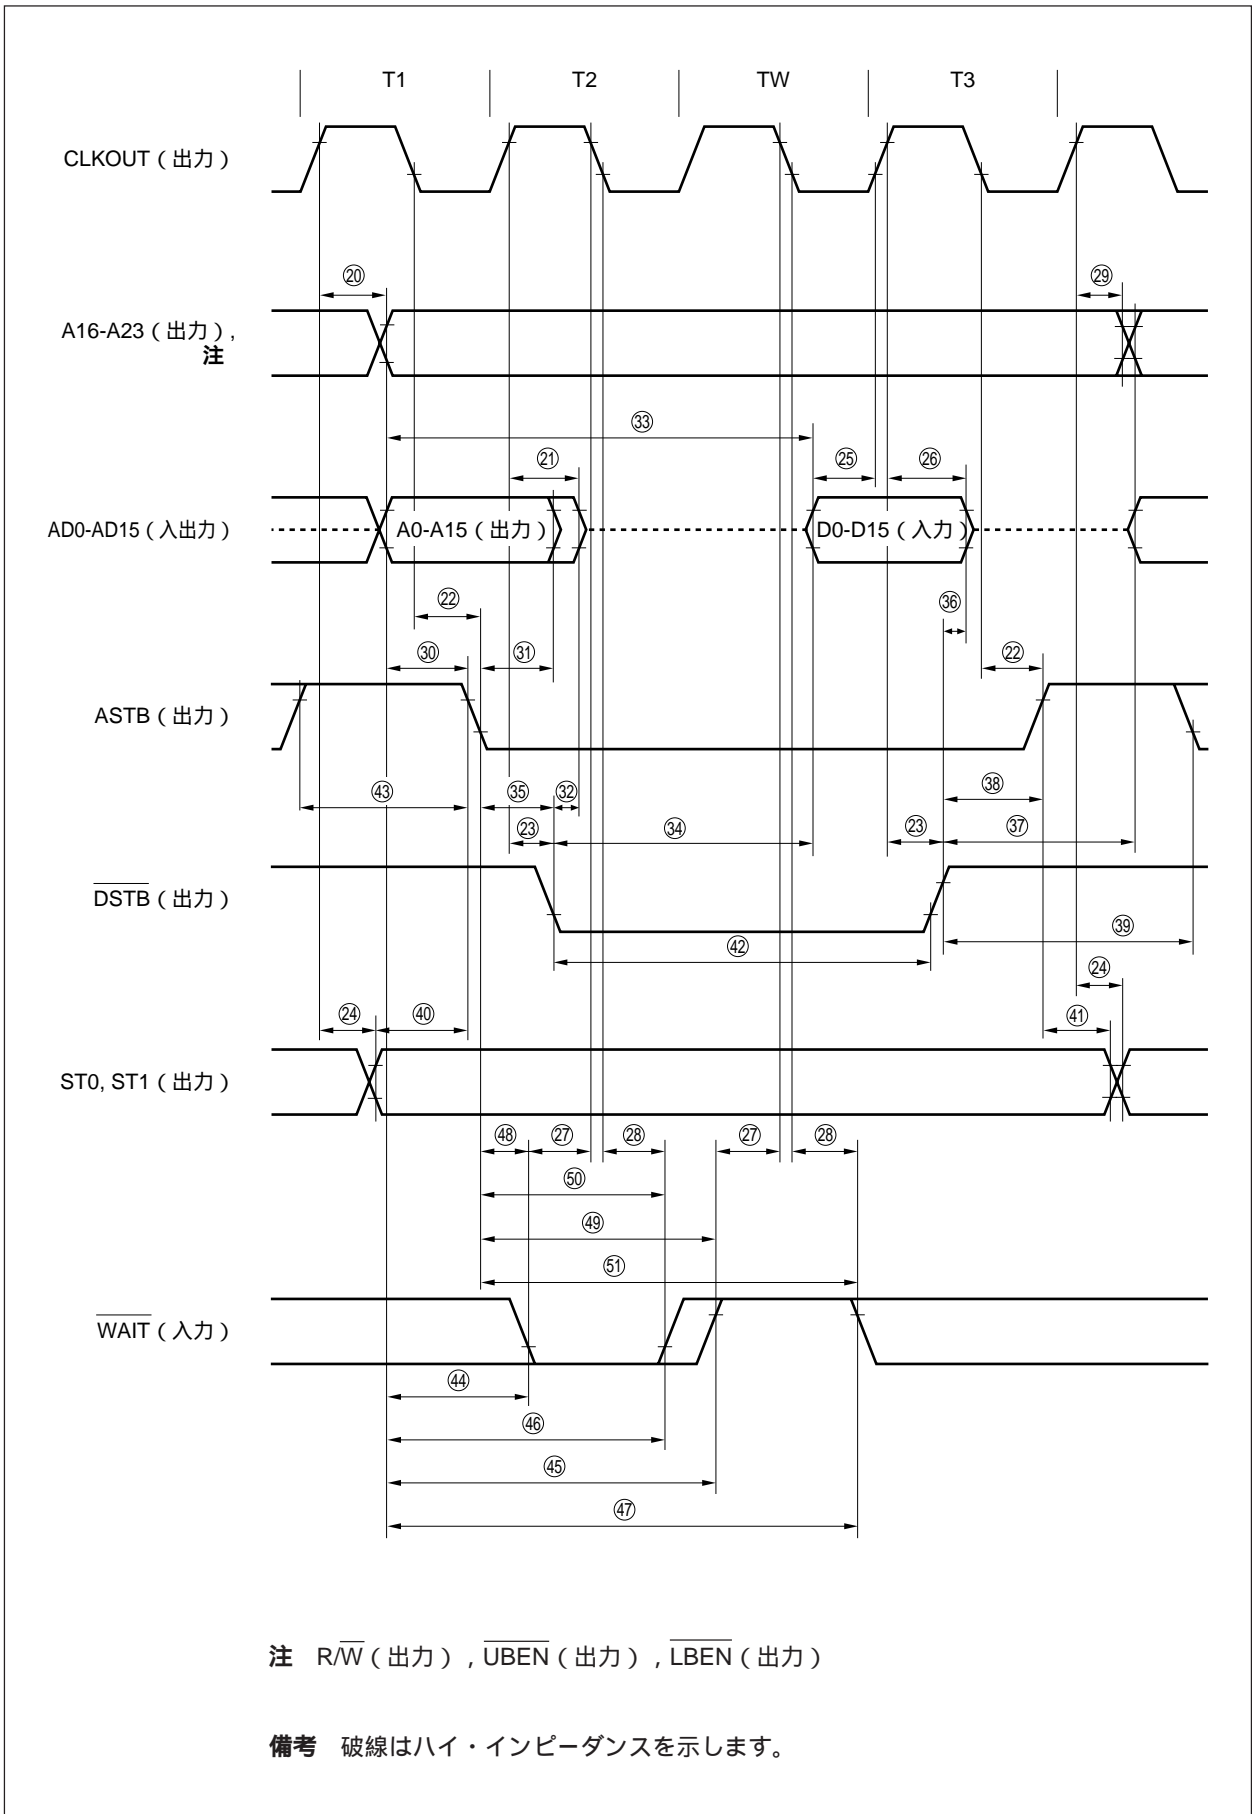 T1 T2 TW T3
CLKOUT（出力）
⑳ ㉙
A16-A23（出力）,
注
㉝
㉑ ㉕ ㉖
AD0-AD15（入出力） A0-A15（出力） D0-D15（入力）
㉒ ㊱
㉚ ㉛ ㉒
ASTB（出力）
㊸ ㉟ ㉜ ㊳
㉓ ㉞ ㉓ ㊲
D̅S̅T̅B̅（出力）
㊷ ㊴
㉔
㉔ ㊵ ㊶
ST0, ST1（出力）
㊽ ㉗ ㉘ ㉗ ㉘
㊿
㊾
51
W̅A̅I̅T̅（入力）
㊹
㊻
㊺
㊼
注 R/W̅（出力）, U̅B̅E̅N̅（出力）, L̅B̅E̅N̅（出力）
備考 破線はハイ・インピーダンスを示します。